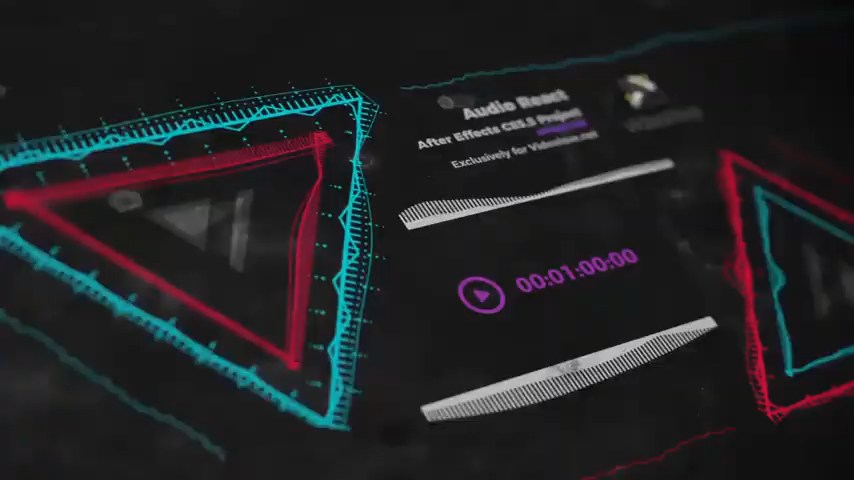 Audio React
After Effects CS5.5 Project
Exclusively for Videohive.net
00:01:00:00